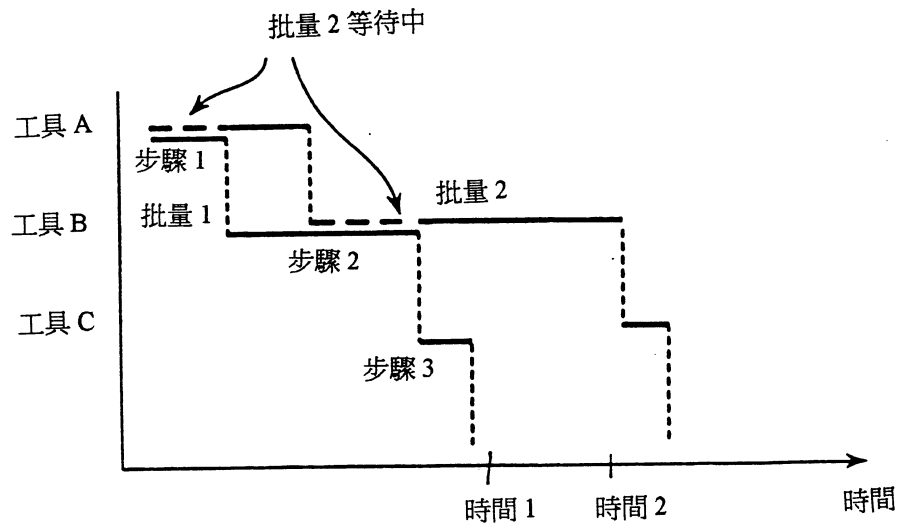 批量 2 等待中
工具 A
步驟 1
批量 1
批量 2
工具 B
步驟 2
工具 C
步驟 3
時間 1
時間 2
時間